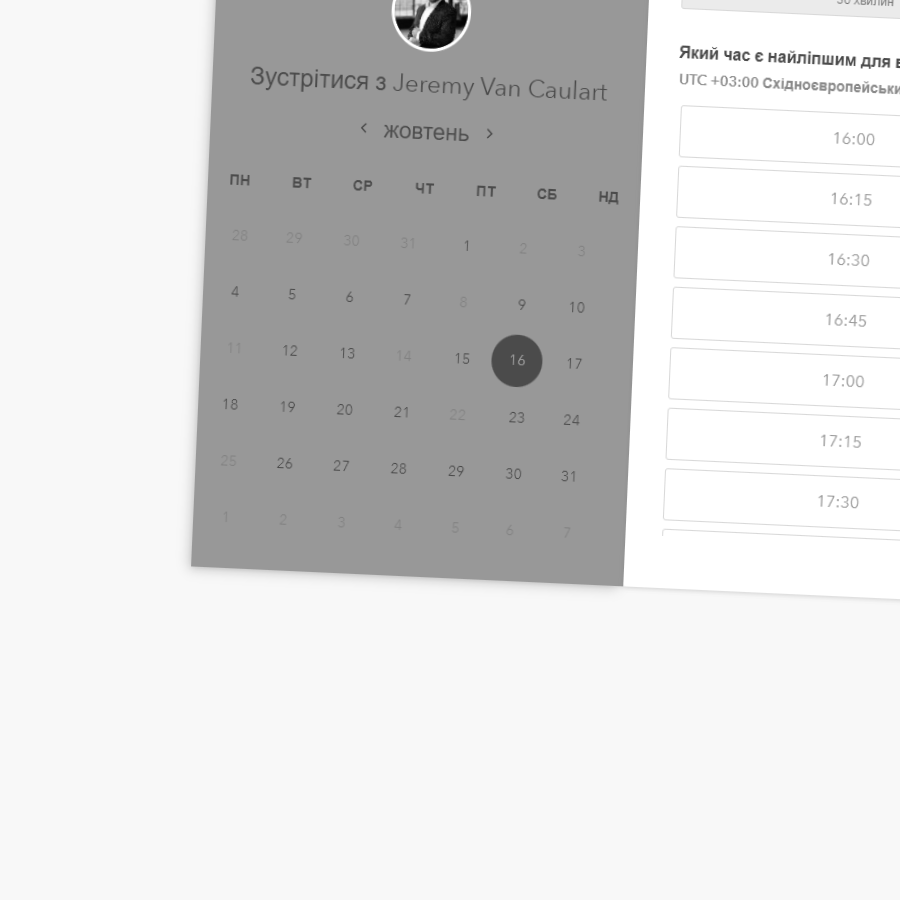 Зустрітися з Jeremy Van Caulart
жовтень
ПН ВТ СР ЧТ ПТ СБ НД
28 29 30 31 1 2 3
4 5 6 7 8 9 10
11 12 13 14 15 16 17
18 19 20 21 22 23 24
25 26 27 28 29 30 31
1 2 3 4 5 6 7
30 хвилин
Який час є найліпшим для в
UTC +03:00 Східноєвропейськи
16:00
16:15
16:30
16:45
17:00
17:15
17:30